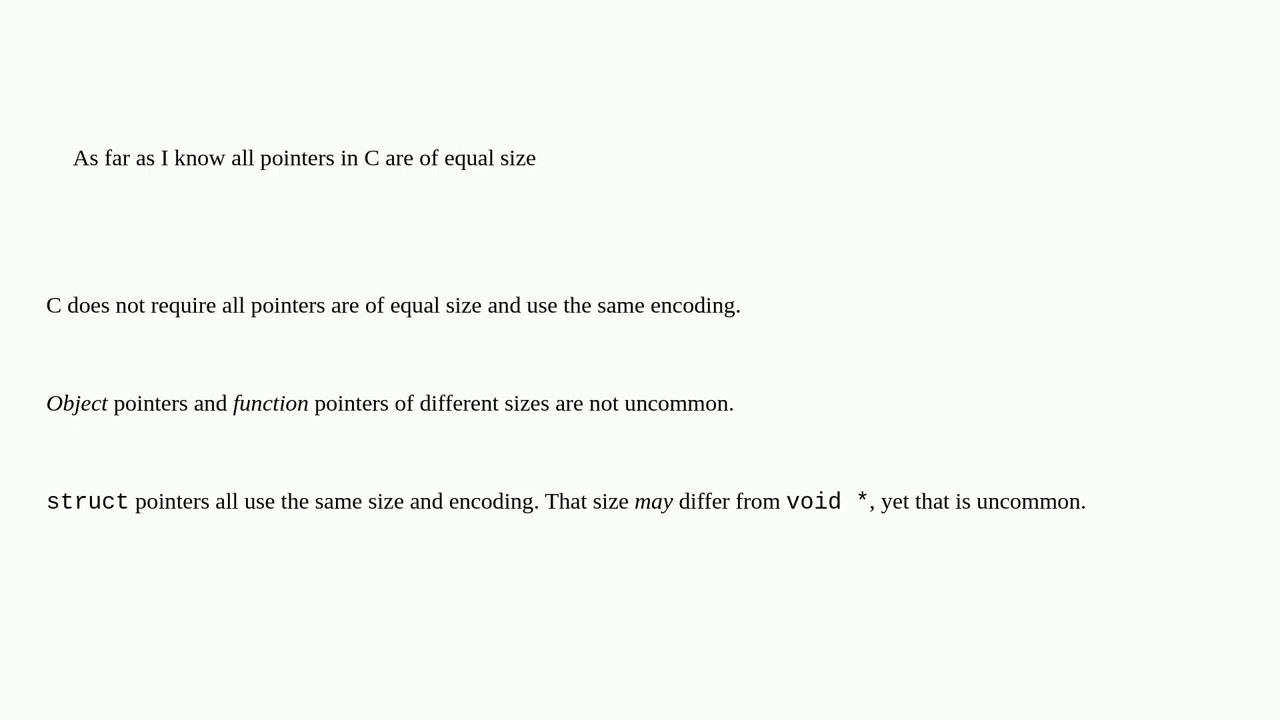 As far as I know all pointers in C are of equal size
C does not require all pointers are of equal size and use the same encoding.
Object pointers and function pointers of different sizes are not uncommon.
struct pointers all use the same size and encoding. That size may differ from void *, yet that is uncommon.